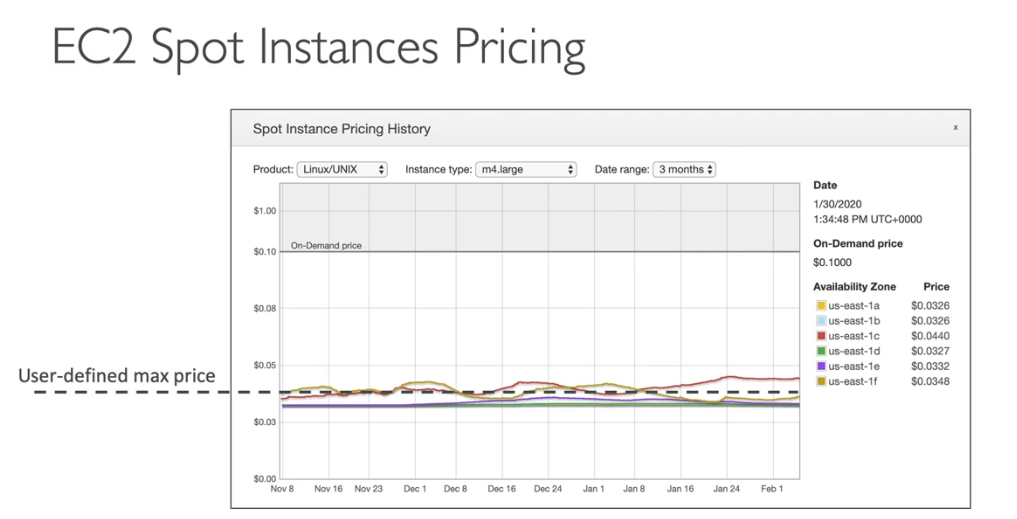 EC2 Spot Instances Pricing
Spot Instance Pricing History
x
Product: Linux/UNIX Instance type: m4.large Date range: 3 months
Date
1/30/2020
1:34:48 PM UTC+0000
On-Demand price
$0.1000
Availability Zone Price
us-east-1a $0.0326
us-east-1b $0.0326
us-east-1c $0.0440
us-east-1d $0.0327
us-east-1e $0.0332
us-east-1f $0.0348
$1.00
On-Demand price
$0.10
$0.08
$0.05
User-defined max price
$0.03
$0.00
Nov 8 Nov 16 Nov 23 Dec 1 Dec 8 Dec 16 Dec 24 Jan 1 Jan 8 Jan 16 Jan 24 Feb 1